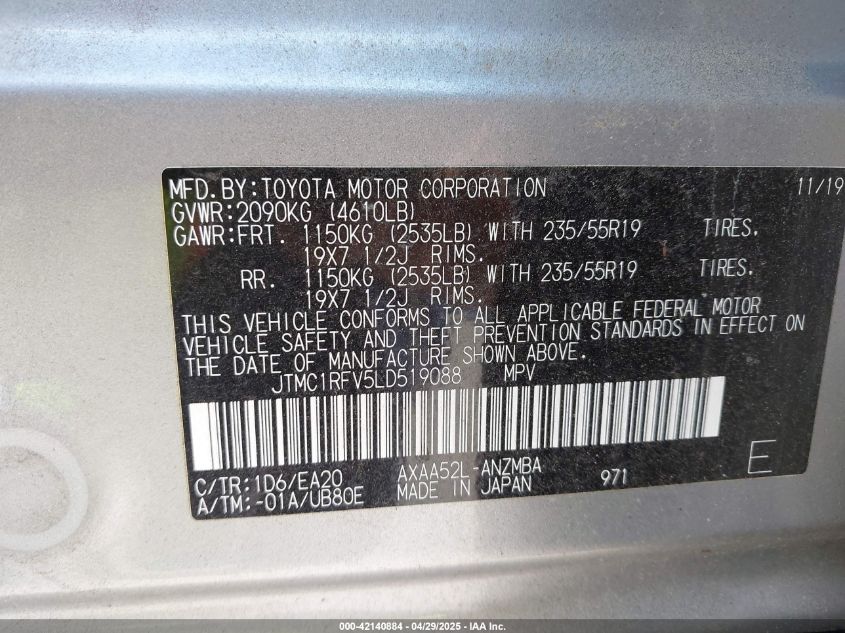 MFD.BY:TOYOTA MOTOR CORPORATION 11/19
GVWR:2090KG (4610LB)
GAWR:FRT. 1150KG (2535LB) WITH 235/55R19 TIRES.
19X7 1/2J RIMS.
RR. 1150KG (2535LB) WITH 235/55R19 TIRES.
19X7 1/2J RIMS.
THIS VEHICLE CONFORMS TO ALL APPLICABLE FEDERAL MOTOR
VEHICLE SAFETY AND THEFT PREVENTION STANDARDS IN EFFECT ON
THE DATE OF MANUFACTURE SHOWN ABOVE.
JTMC1RFV5LD519088 MPV
C/TR:1D6/EA20 AXAA52L-ANZMBA
A/TM:-01A/UB80E MADE IN JAPAN 971 E
000-42140884 | 04/29/2025 - IAA Inc.